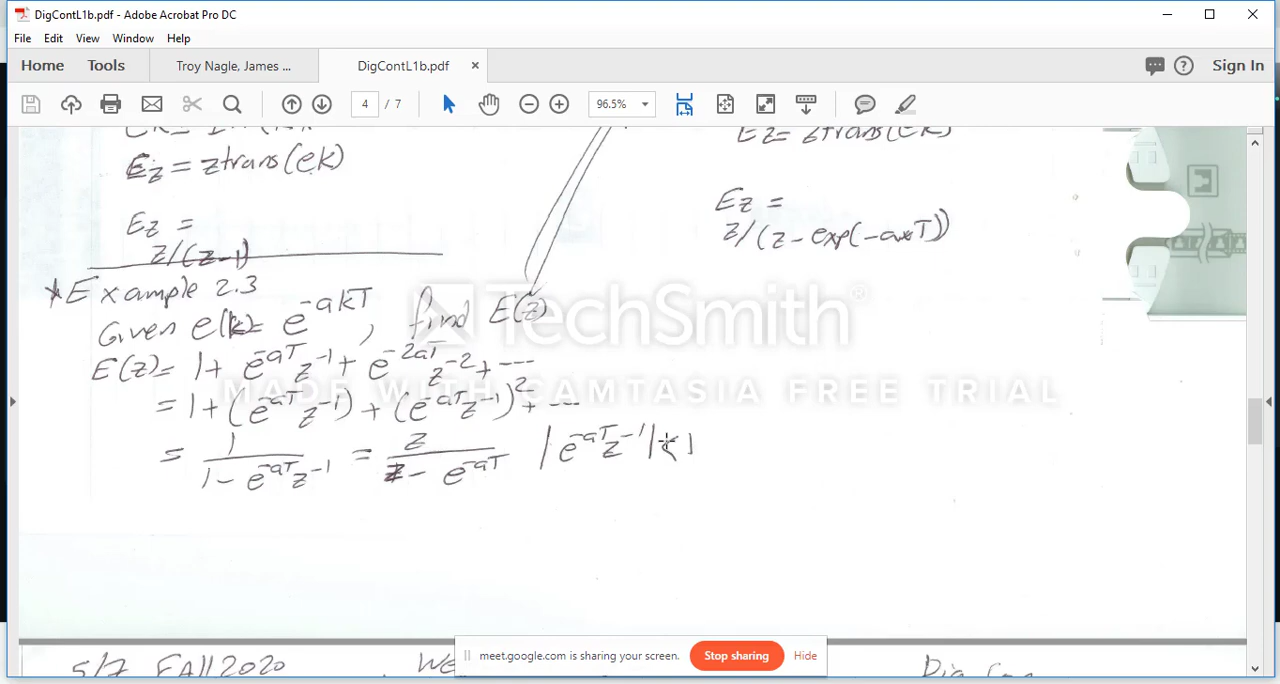 DigContL1b.pdf - Adobe Acrobat Pro DC
File Edit View Window Help
Home Tools Troy Nagle, James ... DigContL1b.pdf × Sign In
4 / 7 96.5%
Ez = ztrans(ek)
Ez = ztrans(ek)
Ez =
z/(z-1)
Ez =
z/(z-exp(-a*T))
*Example 2.3
Given e(k)= e^-akT, find E(z)
E(z)= 1+ e^-aT z^-1 + e^-2aT z^-2 + ---
= 1+(e^-aT z^-1) + (e^-aT z^-1)^2 + ---
= 1/(1-e^-aT z^-1) = z/(z-e^-aT) |e^-aT z^-1|<1
TechSmith®
MADE WITH CAMTASIA FREE TRIAL
meet.google.com is sharing your screen. Stop sharing Hide
5/7 FALL 2020